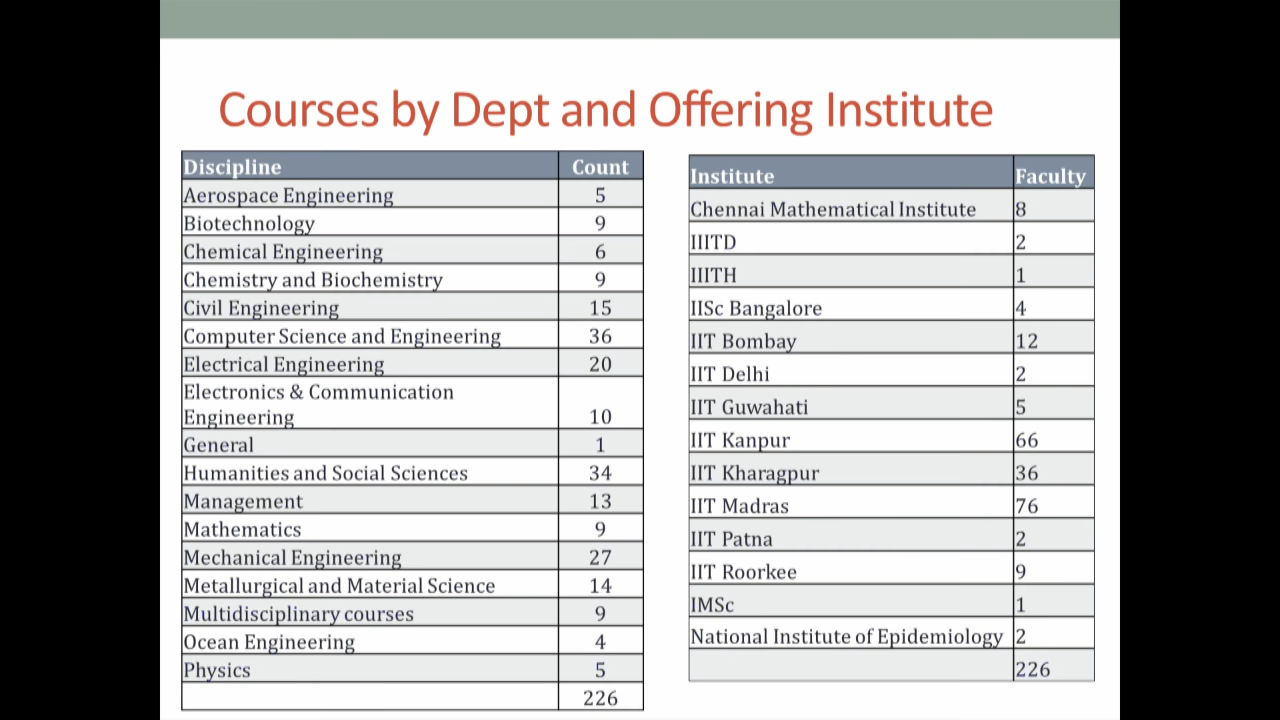 Courses by Dept and Offering Institute
Discipline Count
Aerospace Engineering 5
Biotechnology 9
Chemical Engineering 6
Chemistry and Biochemistry 9
Civil Engineering 15
Computer Science and Engineering 36
Electrical Engineering 20
Electronics & Communication
Engineering 10
General 1
Humanities and Social Sciences 34
Management 13
Mathematics 9
Mechanical Engineering 27
Metallurgical and Material Science 14
Multidisciplinary courses 9
Ocean Engineering 4
Physics 5
226
Institute Faculty
Chennai Mathematical Institute 8
IIITD 2
IIITH 1
IISc Bangalore 4
IIT Bombay 12
IIT Delhi 2
IIT Guwahati 5
IIT Kanpur 66
IIT Kharagpur 36
IIT Madras 76
IIT Patna 2
IIT Roorkee 9
IMSc 1
National Institute of Epidemiology 2
226